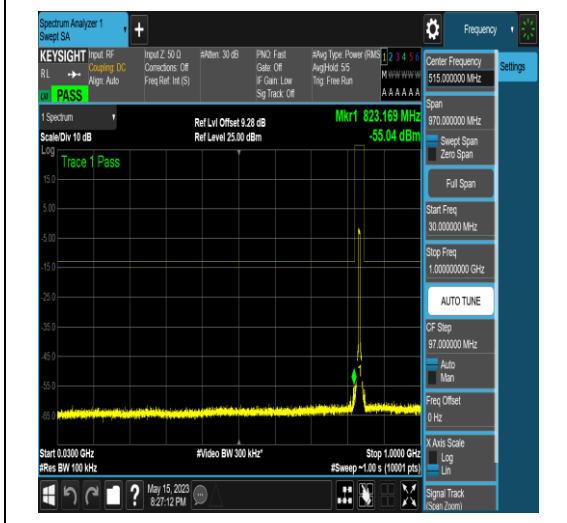 Spectrum Analyzer 1
Swept SA
+
Frequency
KEYSIGHT
RL
PASS
Input: RF
Coupling: DC
Align: Auto
Input Z: 50 Ω
Corrections: Off
Freq Ref: Int (S)
#Atten: 30 dB
PNO: Fast
Gate: Off
IF Gain: Low
Sig Track: Off
#Avg Type: Power (RMS
Avg|Hold: 5/5
Trig: Free Run
1 2 3 4 5 6
M W W W W W
A A A A A A
Center Frequency
515.000000 MHz
Settings
1 Spectrum
Scale/Div 10 dB
Ref Lvl Offset 9.28 dB
Ref Level 25.00 dBm
Mkr1 823.169 MHz
-55.04 dBm
Log
Trace 1 Pass
15.0
5.00
-5.00
-15.0
-25.0
-35.0
-45.0
-55.0
-65.0
1
Start 0.0300 GHz
#Res BW 100 kHz
#Video BW 300 kHz*
Stop 1.0000 GHz
#Sweep ~1.00 s (10001 pts)
Span
970.000000 MHz
Swept Span
Zero Span
Full Span
Start Freq
30.000000 MHz
Stop Freq
1.000000000 GHz
AUTO TUNE
CF Step
97.000000 MHz
Auto
Man
Freq Offset
0 Hz
X Axis Scale
Log
Lin
Signal Track
(Span Zoom)
?
May 15, 2023
8:27:12 PM